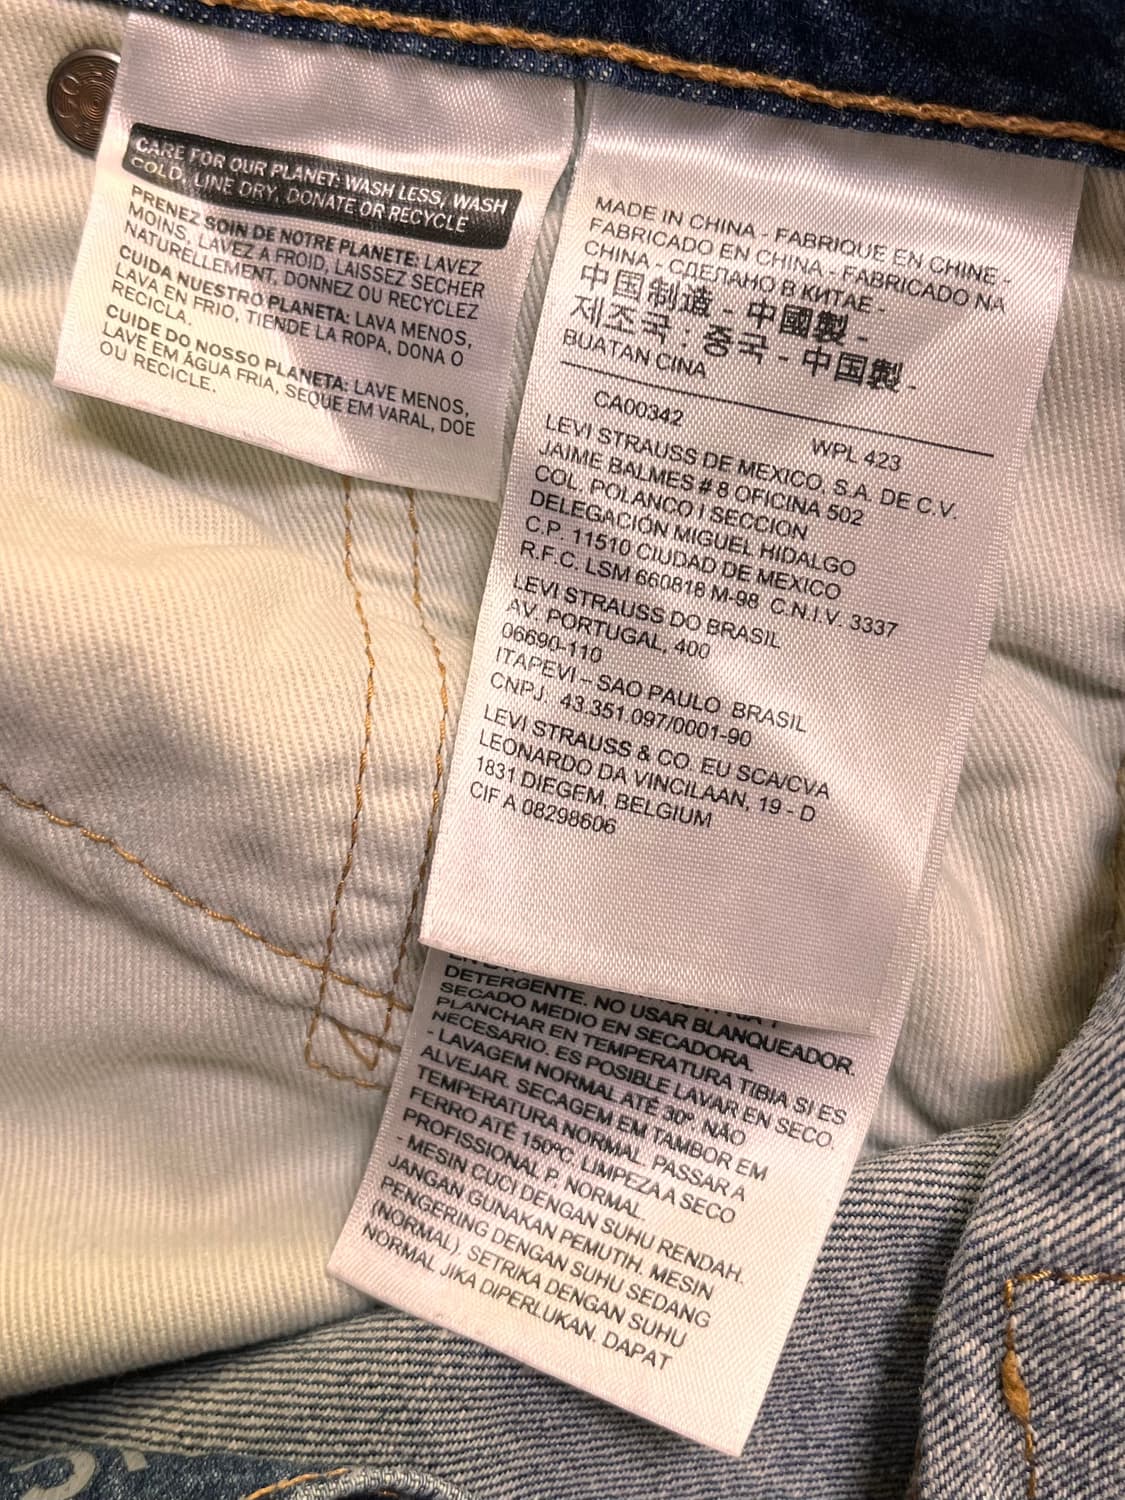 CARE FOR OUR PLANET: WASH LESS, WASH
COLD, LINE DRY, DONATE OR RECYCLE
PRENEZ SOIN DE NOTRE PLANETE: LAVEZ
MOINS, LAVEZ A FROID, LAISSEZ SECHER
NATURELLEMENT, DONNEZ OU RECYCLEZ
CUIDA NUESTRO PLANETA: LAVA MENOS,
LAVA EN FRIO, TIENDE LA ROPA, DONA O
RECICLA.
CUIDE DO NOSSO PLANETA: LAVE MENOS,
LAVE EM ÁGUA FRIA, SEQUE EM VARAL, DOE
OU RECICLE.
MADE IN CHINA - FABRIQUE EN CHINE -
FABRICADO EN CHINA - FABRICADO NA
CHINA - СДЕЛАНО В КИТАЕ -
中国制造 - 中國製 -
제조국 : 중국 - 中国製 -
BUATAN CINA
CA00342 WPL 423
LEVI STRAUSS DE MEXICO. S.A. DE C.V.
JAIME BALMES # 8 OFICINA 502
COL. POLANCO I SECCION
DELEGACIÓN MIGUEL HIDALGO
C.P. 11510 CIUDAD DE MEXICO
R.F.C. LSM 660818 M-98 C.N.I.V. 3337
LEVI STRAUSS DO BRASIL
AV. PORTUGAL, 400
06690-110
ITAPEVI – SAO PAULO BRASIL
CNPJ: 43.351.097/0001-90
LEVI STRAUSS & CO. EU SCA/CVA
LEONARDO DA VINCILAAN, 19 - D
1831 DIEGEM, BELGIUM
CIF A 08298606
DETERGENTE. NO USAR BLANQUEADOR.
SECADO MEDIO EN SECADORA.
PLANCHAR EN TEMPERATURA TIBIA SI ES
NECESARIO. ES POSIBLE LAVAR EN SECO.
- LAVAGEM NORMAL ATÉ 30º. NÃO
ALVEJAR. SECAGEM EM TAMBOR EM
TEMPERATURA NORMAL. PASSAR A
FERRO ATÉ 150ºC. LIMPEZA A SECO
PROFISSIONAL P. NORMAL.
- MESIN CUCI DENGAN SUHU RENDAH.
JANGAN GUNAKAN PEMUTIH. MESIN
PENGERING DENGAN SUHU SEDANG
(NORMAL). SETRIKA DENGAN SUHU
NORMAL JIKA DIPERLUKAN. DAPAT